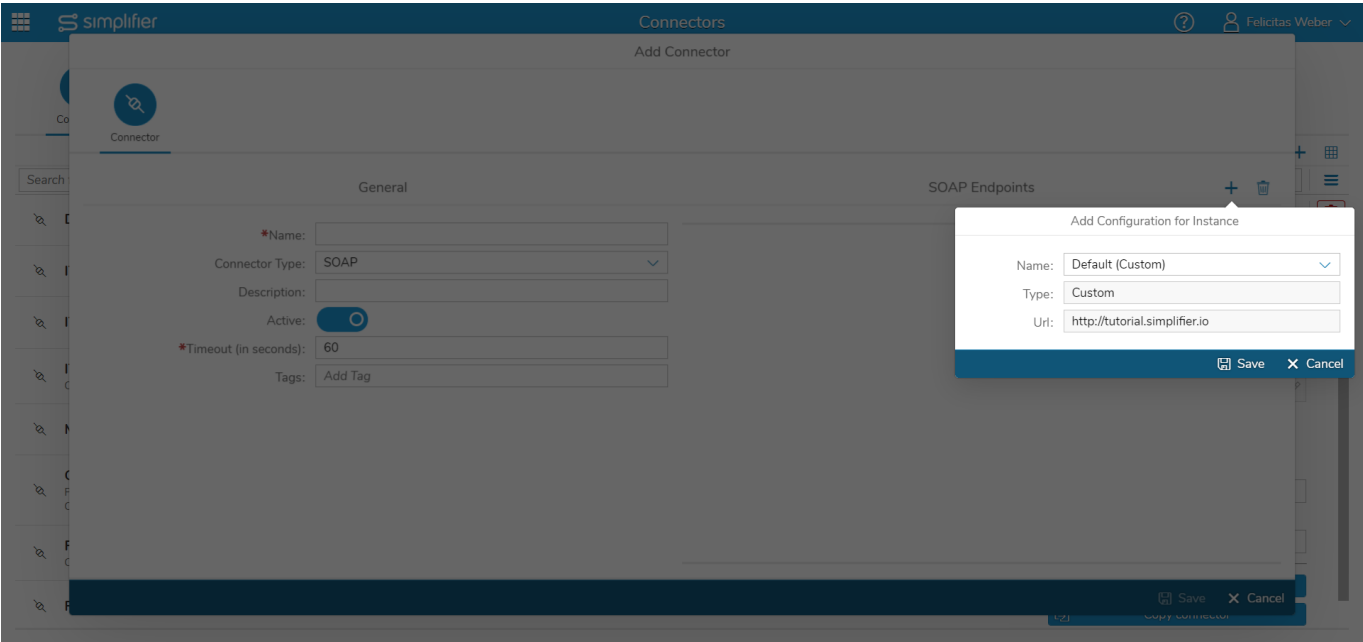 simplifier Connectors Felicitas Weber
Add Connector
Co
Connector
Search
General SOAP Endpoints
Add Configuration for Instance
*Name:
Name: Default (Custom)
Connector Type: SOAP
Type: Custom
Description:
Url: http://tutorial.simplifier.io
Active:
*Timeout (in seconds): 60
Save Cancel
Tags: Add Tag
Save Cancel
Copy connector